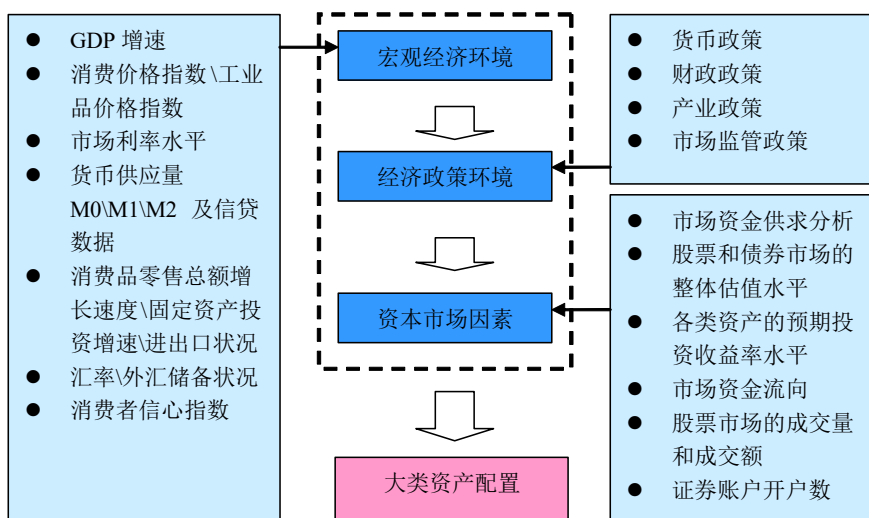 ● GDP 增速
● 消费价格指数\工业
品价格指数
● 市场利率水平
● 货币供应量
M0\M1\M2 及信贷
数据
● 消费品零售总额增
长速度\固定资产投
资增速\进出口状况
● 汇率\外汇储备状况
● 消费者信心指数
宏观经济环境
经济政策环境
资本市场因素
大类资产配置
● 货币政策
● 财政政策
● 产业政策
● 市场监管政策
● 市场资金供求分析
● 股票和债券市场的
整体估值水平
● 各类资产的预期投
资收益率水平
● 市场资金流向
● 股票市场的成交量
和成交额
● 证券账户开户数